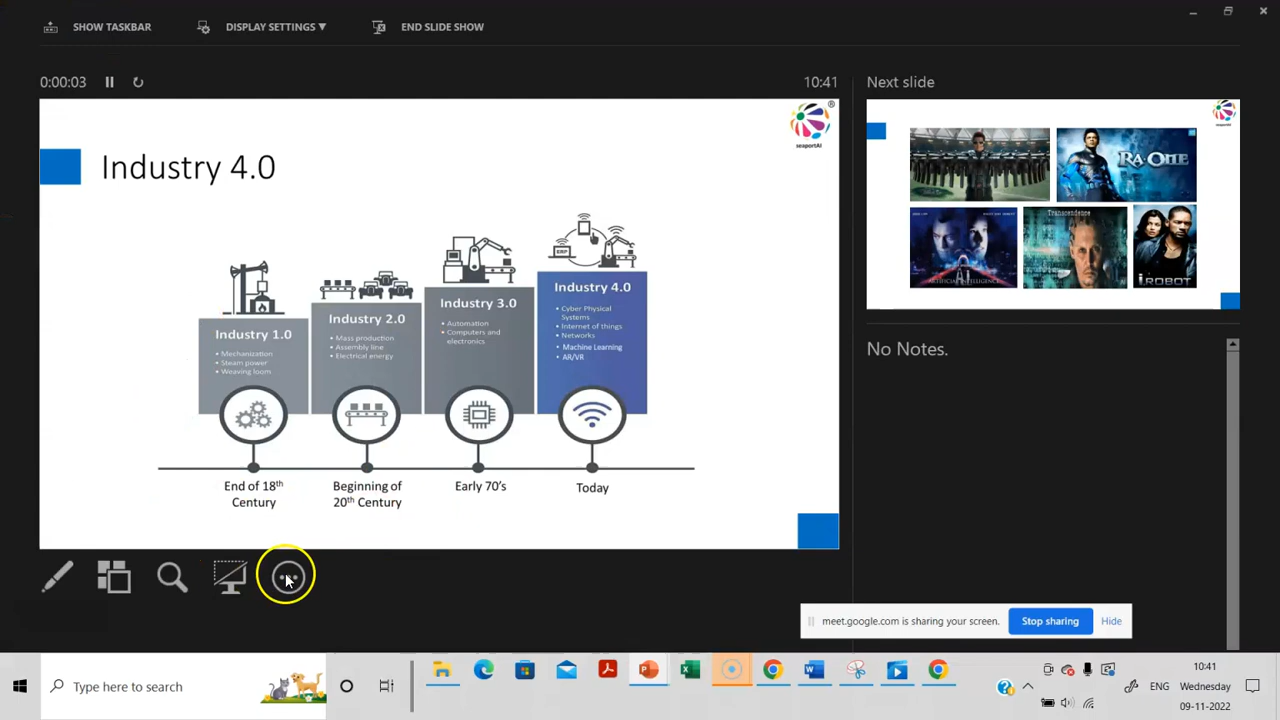 SHOW TASKBAR
DISPLAY SETTINGS ▼
END SLIDE SHOW
0:00:03
10:41
Next slide
®
seaportAI
Industry 4.0
RA·ONE
Transcendence
ARTIFICIAL INTELLIGENCE
I, ROBOT
No Notes.
Industry 1.0
• Mechanization
• Steam power
• Weaving loom
Industry 2.0
• Mass production
• Assembly line
• Electrical energy
Industry 3.0
• Automation
• Computers and
electronics
ERP
Industry 4.0
• Cyber Physical
Systems
• Internet of things
• Networks
• Machine Learning
• AR/VR
End of 18th
Century
Beginning of
20th Century
Early 70's
Today
meet.google.com is sharing your screen.
Stop sharing
Hide
Type here to search
ENG
10:41
Wednesday
09-11-2022